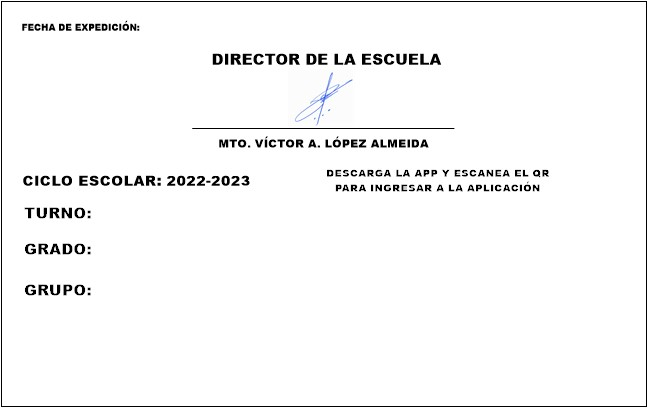 FECHA DE EXPEDICIÓN:
DIRECTOR DE LA ESCUELA
MTO. VÍCTOR A. LÓPEZ ALMEIDA
CICLO ESCOLAR: 2022-2023
DESCARGA LA APP Y ESCANEA EL QR
PARA INGRESAR A LA APLICACIÓN
TURNO:
GRADO:
GRUPO: